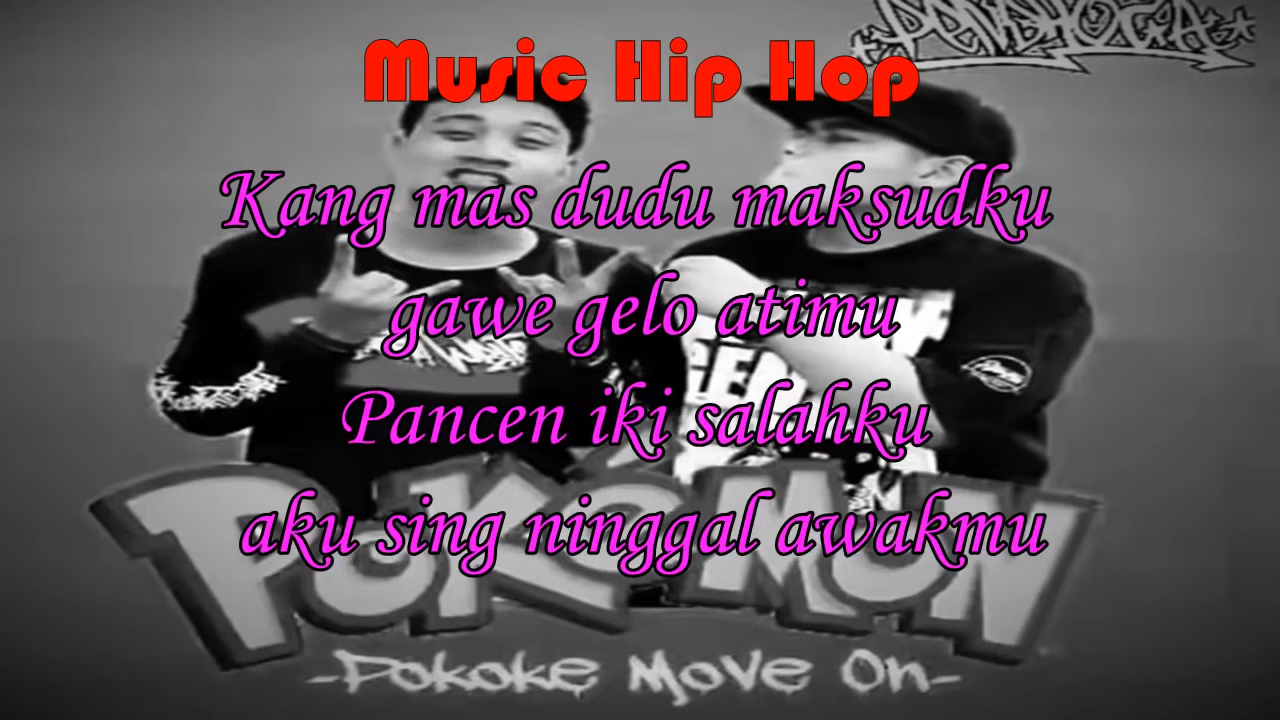 PENDHOZA
Music Hip Hop
Kang mas dudu maksudku
gawe gelo atimu
Pancen iki salahku
aku sing ninggal awakmu
POKEMON
-Pokoke Move On-